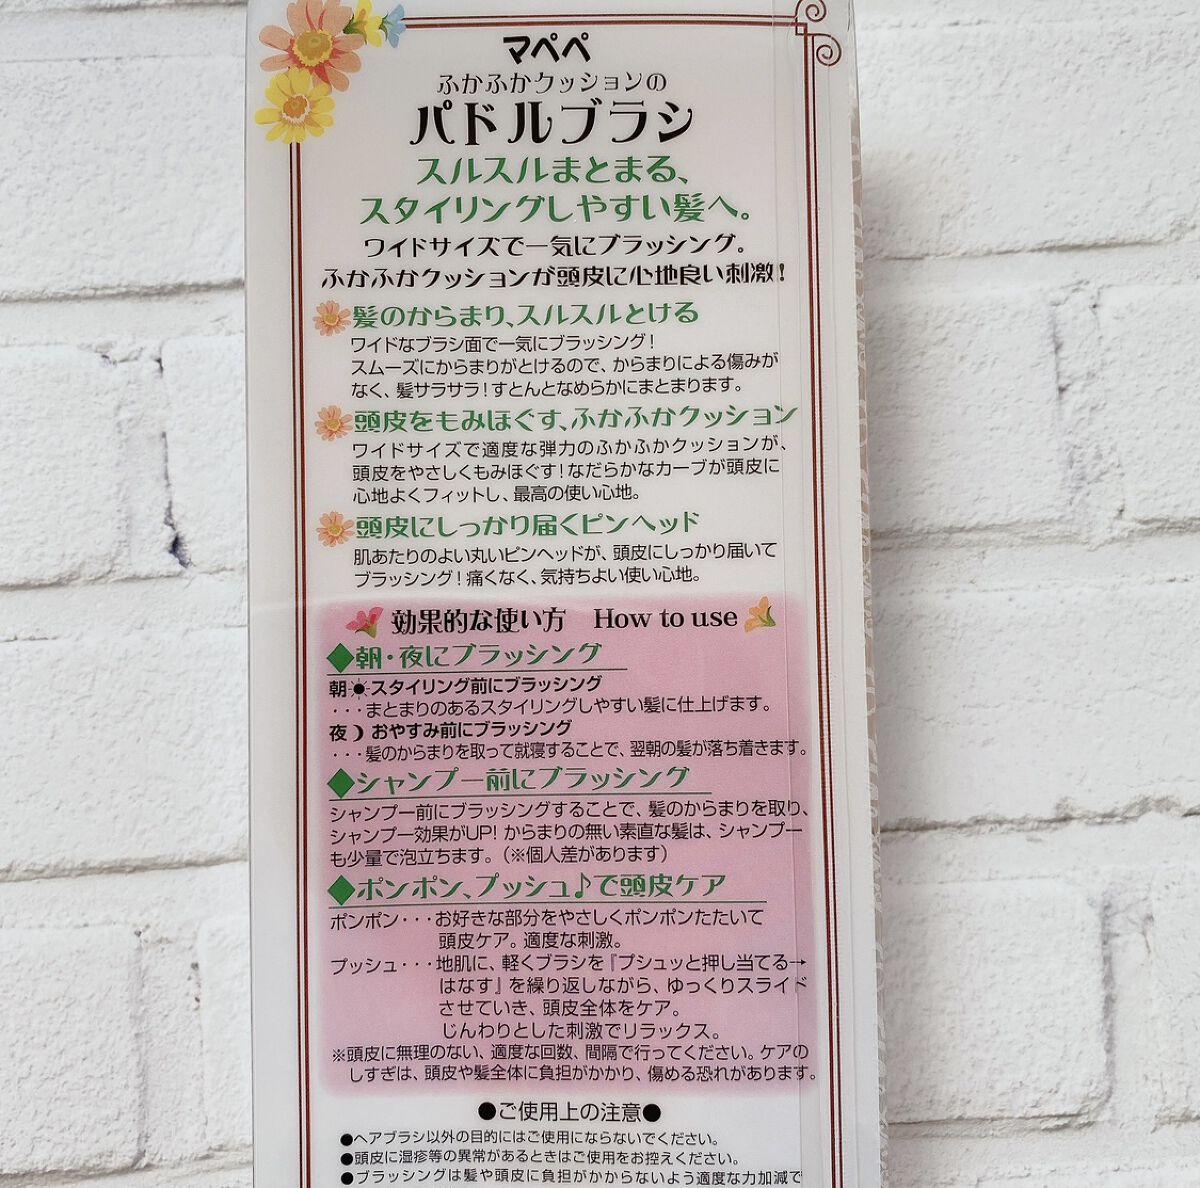 マペペ
ふかふかクッションの
パドルブラシ
スルスルまとまる、
スタイリングしやすい髪へ。
ワイドサイズで一気にブラッシング。
ふかふかクッションが頭皮に心地良い刺激!
髪のからまり、スルスルとける
ワイドなブラシ面で一気にブラッシング!
スムーズにからまりがとけるので、からまりによる傷みが
なく、髪サラサラ!すとんとなめらかにまとまります。
頭皮をもみほぐす、ふかふかクッション
ワイドサイズで適度な弾力のふかふかクッションが、
頭皮をやさしくもみほぐす!なだらかなカーブが頭皮に
心地よくフィットし、最高の使い心地。
頭皮にしっかり届くピンヘッド
肌あたりのよい丸いピンヘッドが、頭皮にしっかり届いて
ブラッシング!痛くなく、気持ちよい使い心地。
効果的な使い方 How to use
◆朝・夜にブラッシング
朝☀スタイリング前にブラッシング
・・・まとまりのあるスタイリングしやすい髪に仕上げます。
夜☽おやすみ前にブラッシング
・・・髪のからまりを取って就寝することで、翌朝の髪が落ち着きます。
◆シャンプー前にブラッシング
シャンプー前にブラッシングすることで、髪のからまりを取り、
シャンプー効果がUP!からまりの無い素直な髪は、シャンプー
も少量で泡立ちます。(※個人差があります)
◆ポンポン、プッシュ♪で頭皮ケア
ポンポン・・・お好きな部分をやさしくポンポンたたいて
頭皮ケア。適度な刺激。
プッシュ・・・地肌に、軽くブラシを『プシュッと押し当てる→
はなす』を繰り返しながら、ゆっくりスライド
させていき、頭皮全体をケア。
じんわりとした刺激でリラックス。
※頭皮に無理のない、適度な回数、間隔で行ってください。ケアの
しすぎは、頭皮や髪全体に負担がかかり、傷める恐れがあります。
●ご使用上の注意●
●ヘアブラシ以外の目的にはご使用にならないでください。
●頭皮に湿疹等の異常があるときはご使用をお控えください。
●ブラッシングは髪や頭皮に負担がかからないよう適度な力加減で